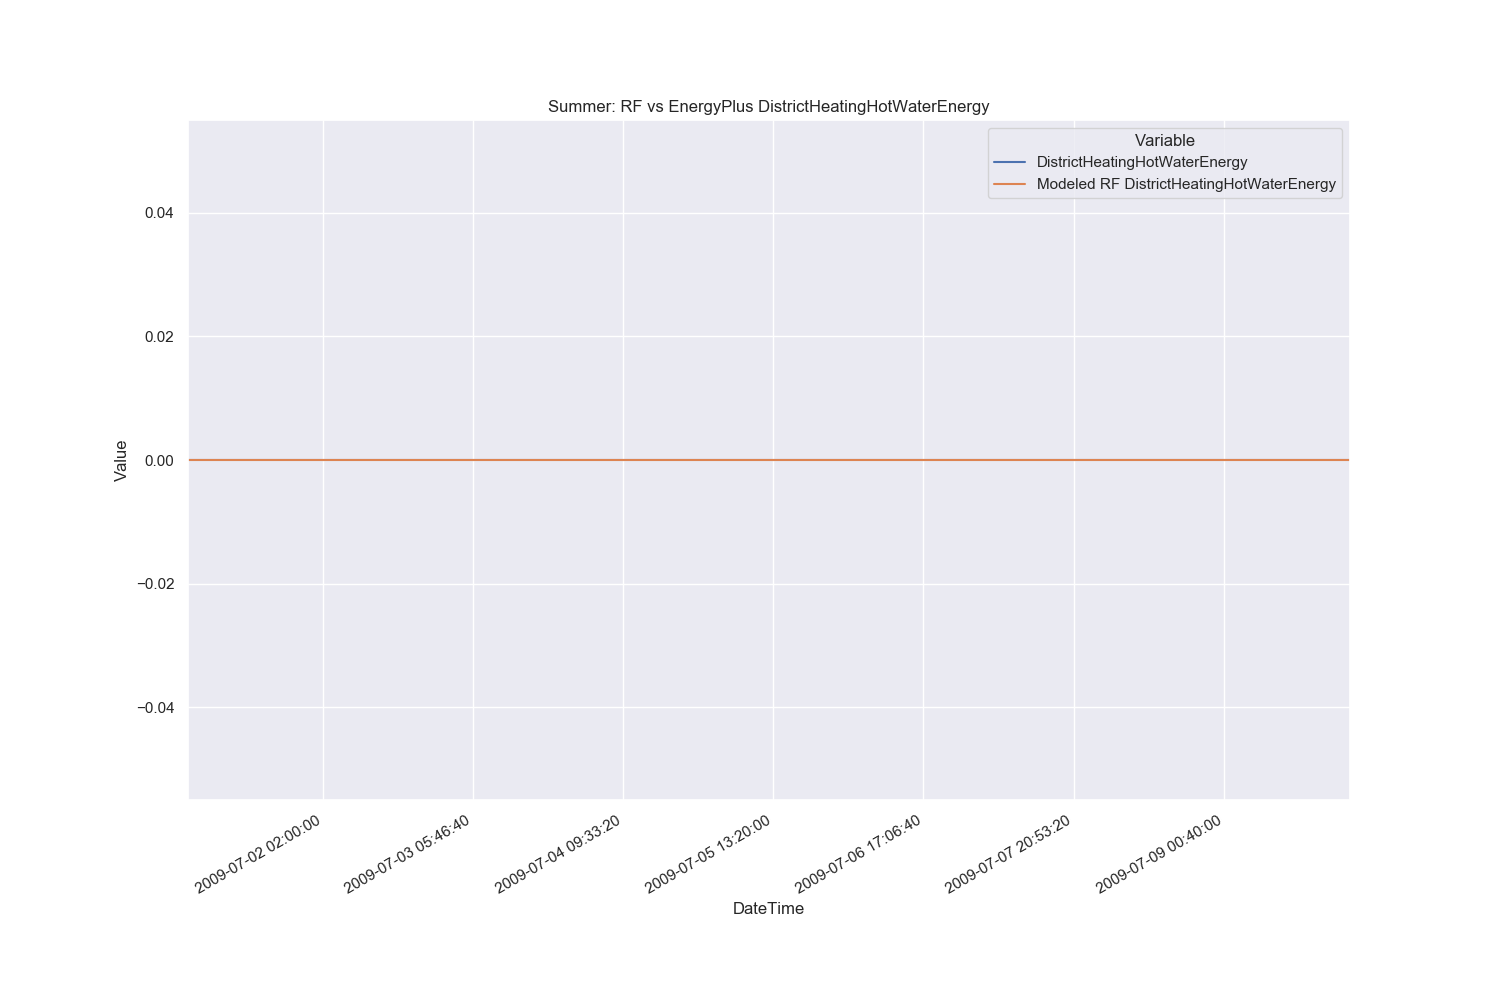 Summer: RF vs EnergyPlus DistrictHeatingHotWaterEnergy
Variable
DistrictHeatingHotWaterEnergy
Modeled RF DistrictHeatingHotWaterEnergy
0.04
0.02
0.00
−0.02
−0.04
Value
2009-07-02 02:00:00
2009-07-03 05:46:40
2009-07-04 09:33:20
2009-07-05 13:20:00
2009-07-06 17:06:40
2009-07-07 20:53:20
2009-07-09 00:40:00
DateTime